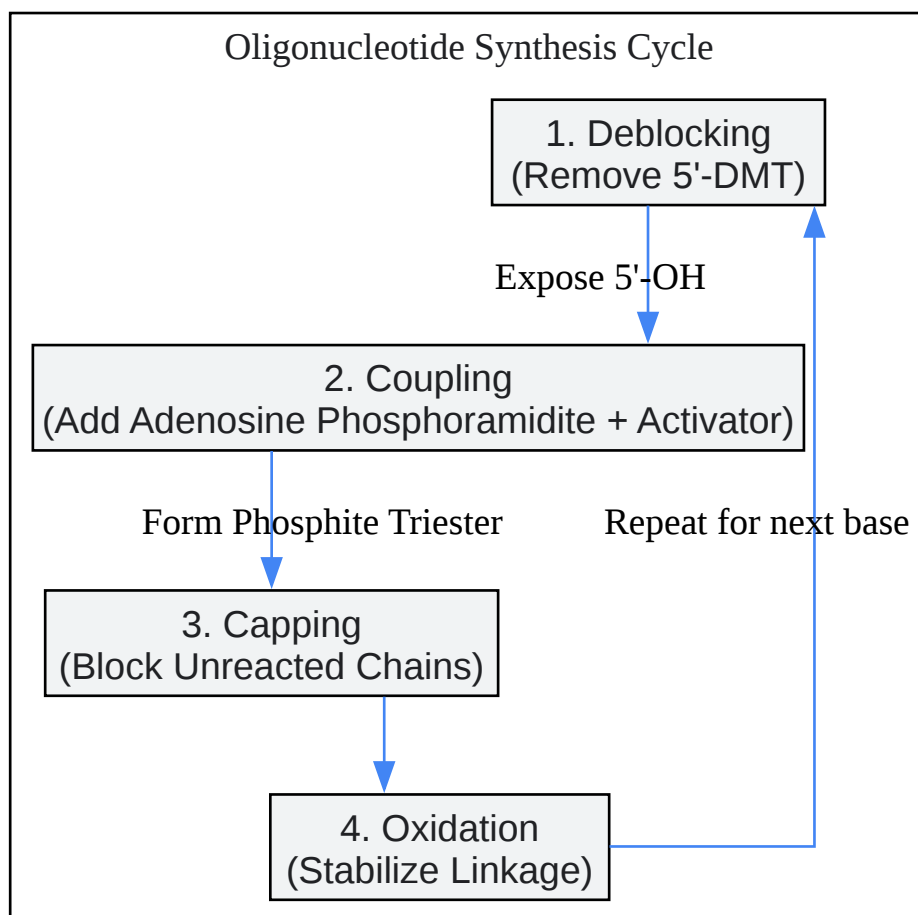 Oligonucleotide Synthesis Cycle
1. Deblocking
(Remove 5'-DMT)
Expose 5'-OH
2. Coupling
(Add Adenosine Phosphoramidite + Activator)
Form Phosphite Triester
Repeat for next base
3. Capping
(Block Unreacted Chains)
4. Oxidation
(Stabilize Linkage)